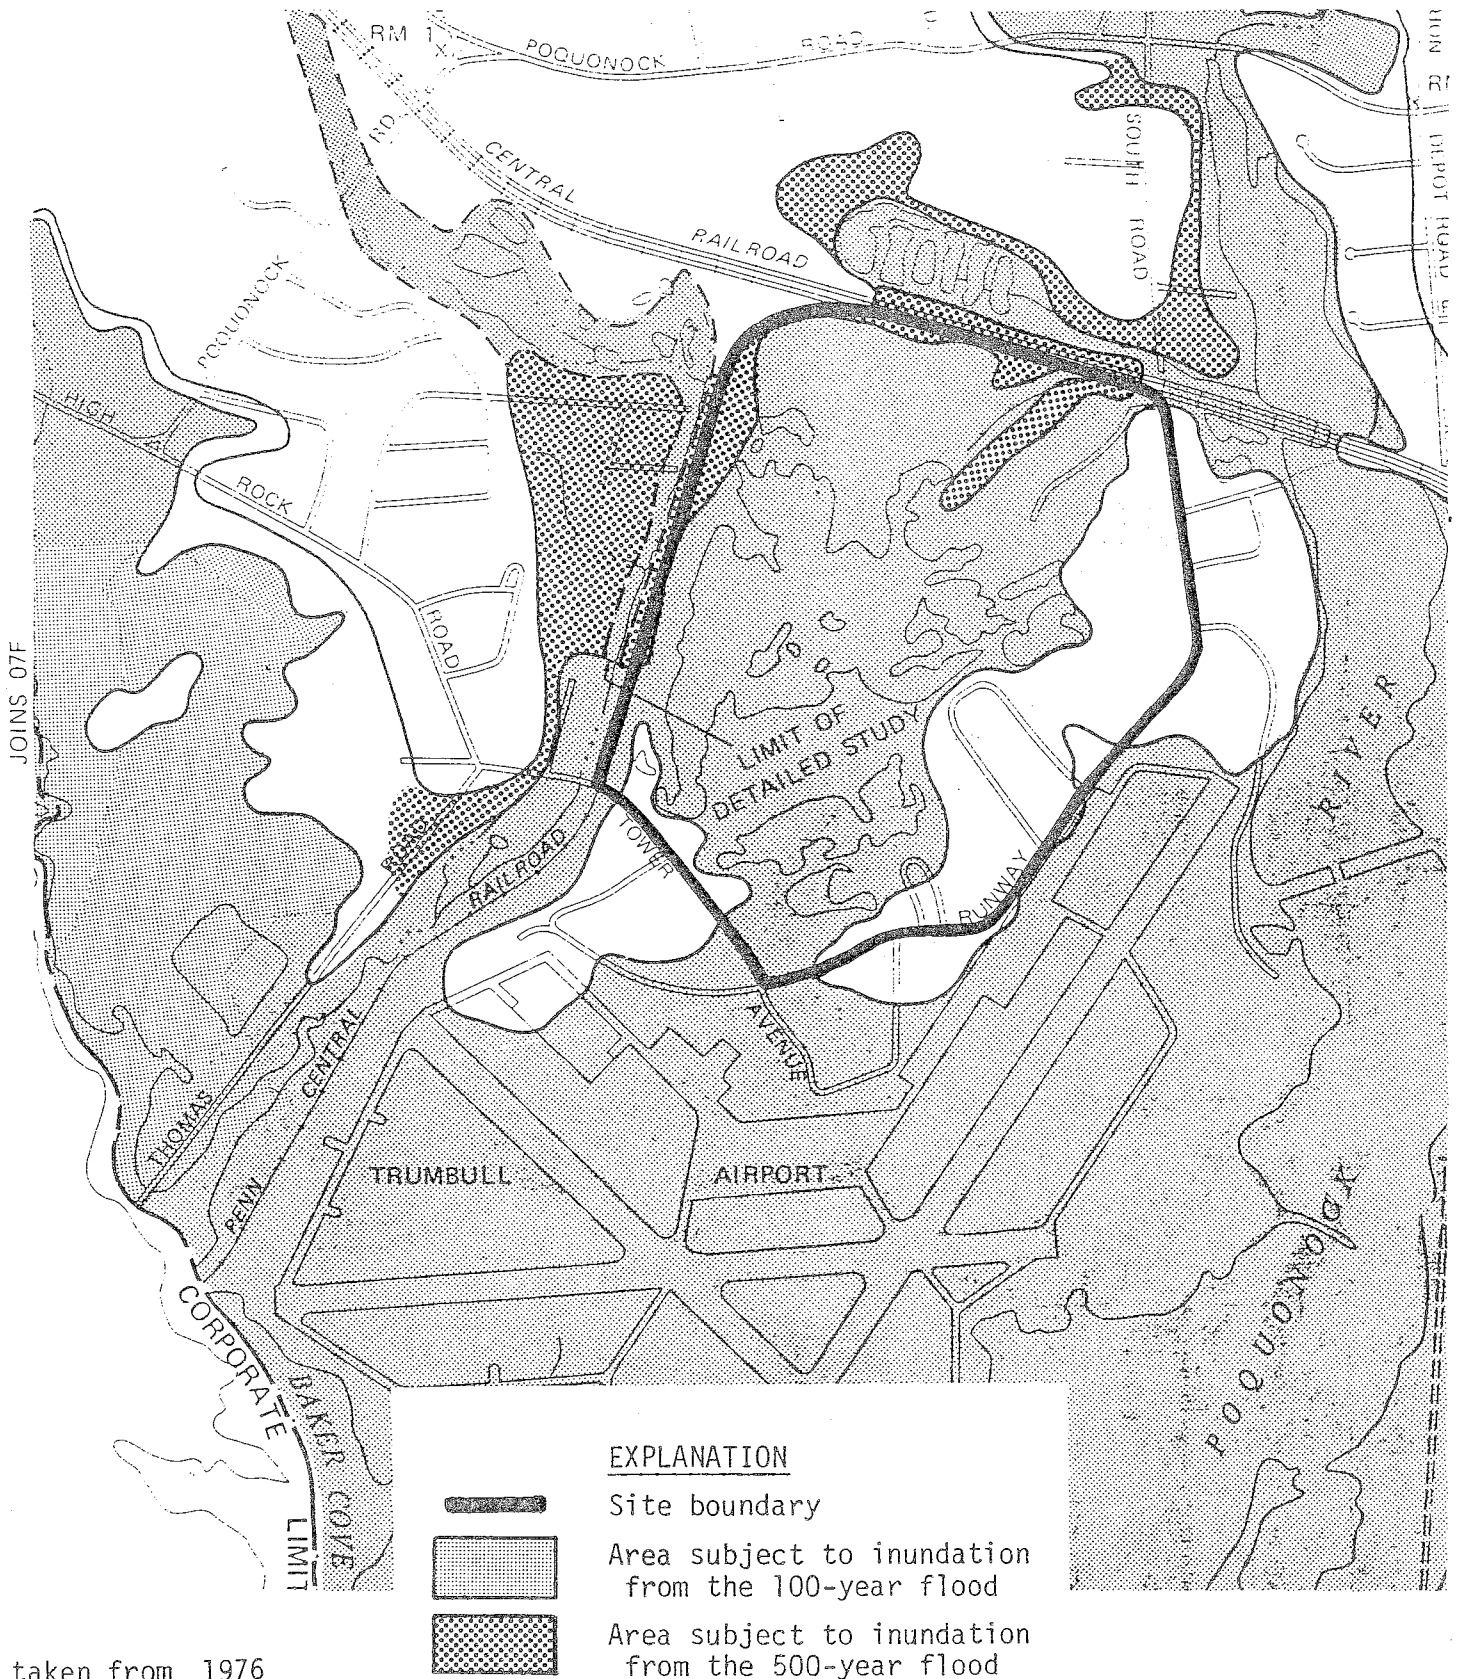 RM 1
X
POQUONOCK
ROAD
RD
CENTRAL
RAILROAD
SOUTH ROAD
DEPOT ROAD
POQUONOCK
HIGH
ROCK
ROAD
JOINS 07F
LIMIT OF
DETAILED STUDY
RIVER
ROAD
RAILROAD
TOWER
RUNWAY
AVENUE
THOMAS
CENTRAL
PENN
TRUMBULL
AIRPORT
POQUONOCK
CORPORATE
LIMIT
BAKER COVE
EXPLANATION
Site boundary
Area subject to inundation
from the 100-year flood
Area subject to inundation
from the 500-year flood
taken from 1976